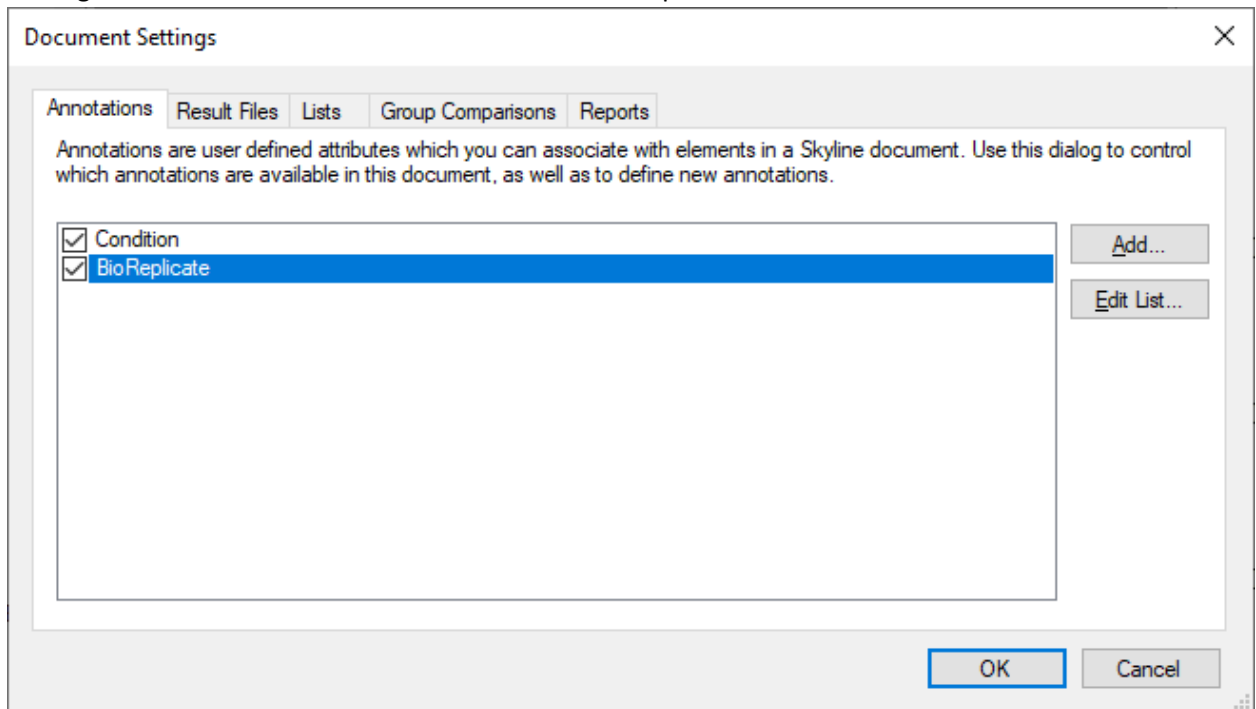 Document Settings
Annotations Result Files Lists Group Comparisons Reports
Annotations are user defined attributes which you can associate with elements in a Skyline document. Use this dialog to control
which annotations are available in this document, as well as to define new annotations.
Condition
BioReplicate
Add...
Edit List...
OK Cancel